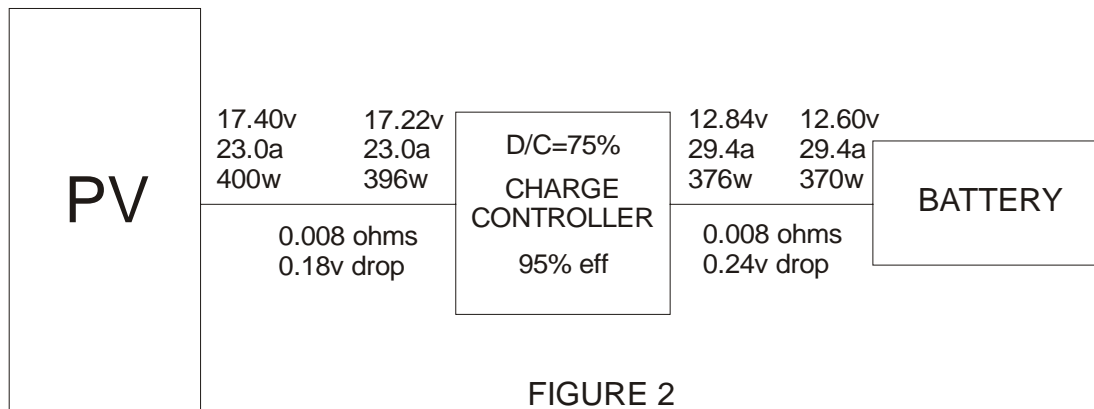 PV
17.40v
23.0a
400w
17.22v
23.0a
396w
0.008 ohms
0.18v drop
D/C=75%
CHARGE
CONTROLLER
95% eff
12.84v
29.4a
376w
12.60v
29.4a
370w
0.008 ohms
0.24v drop
BATTERY
FIGURE 2